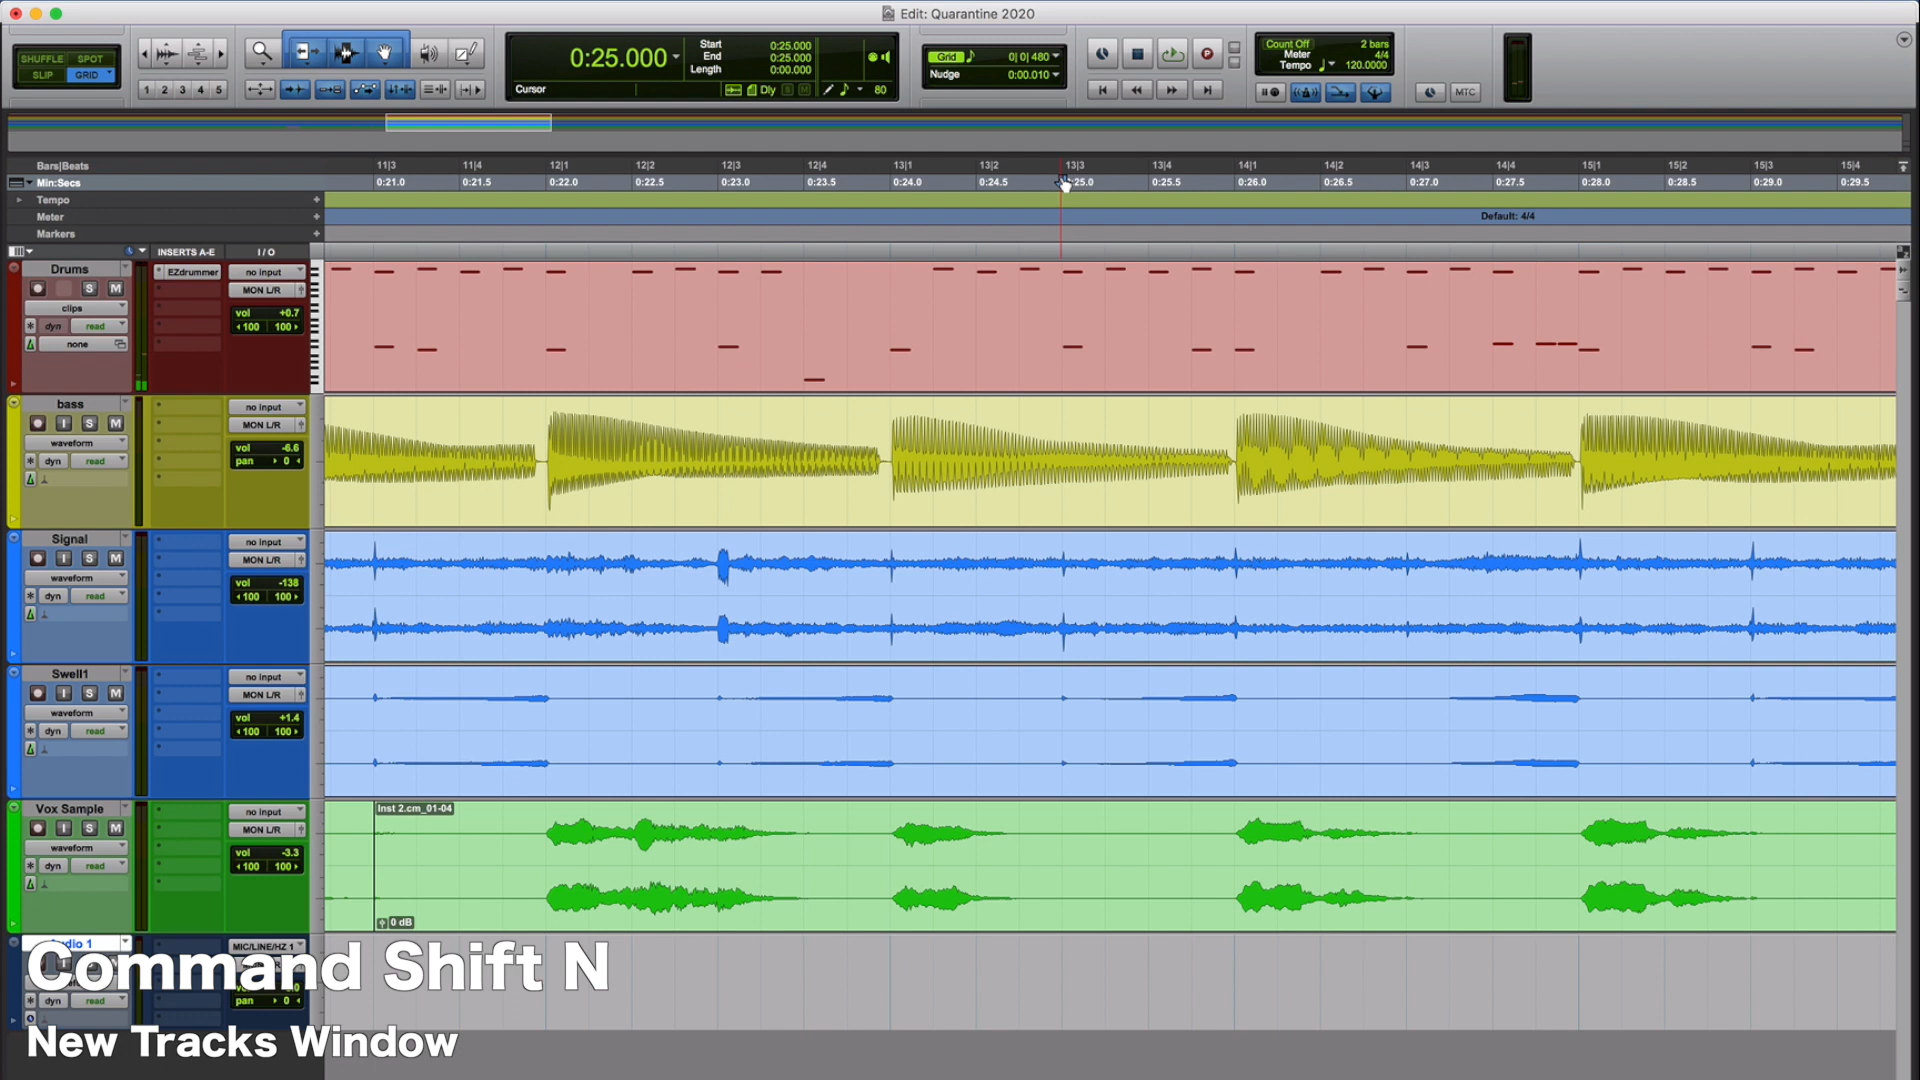 Edit: Quarantine 2020
SHUFFLE SPOT
SLIP GRID
1 2 3 4 5
0:25.000
Start 0:25.000
End 0:25.000
Length 0:00.000
Cursor
Dly S M 80
Grid 0| 0| 480
Nudge 0:00.010
Count Off 2 bars
Meter 4/4
Tempo 120.0000
MTC
Bars|Beats 11|3 11|4 12|1 12|2 12|3 12|4 13|1 13|2 13|3 13|4 14|1 14|2 14|3 14|4 15|1 15|2 15|3 15|4
Min:Secs 0:21.0 0:21.5 0:22.0 0:22.5 0:23.0 0:23.5 0:24.0 0:24.5 :25.0 0:25.5 0:26.0 0:26.5 0:27.0 0:27.5 0:28.0 0:28.5 0:29.0 0:29.5
Tempo
Meter Default: 4/4
Markers
INSERTS A-E I / O
Drums EZdrummer no input
S M MON L/R
clips vol +0.7
dyn read 100 100
none
bass no input
I S M MON L/R
waveform vol -6.6
dyn read pan 0
Signal no input
I S M MON L/R
waveform vol -138
dyn read 100 100
Swell1 no input
I S M MON L/R
waveform vol +1.4
dyn read 100 100
Vox Sample no input Inst 2.cm_01-04
I S M MON L/R
waveform vol -3.3
dyn read 100 100
0 dB
MIC/LINE/HZ 1
Command Shift N
dyn read pan 0
New Tracks Window